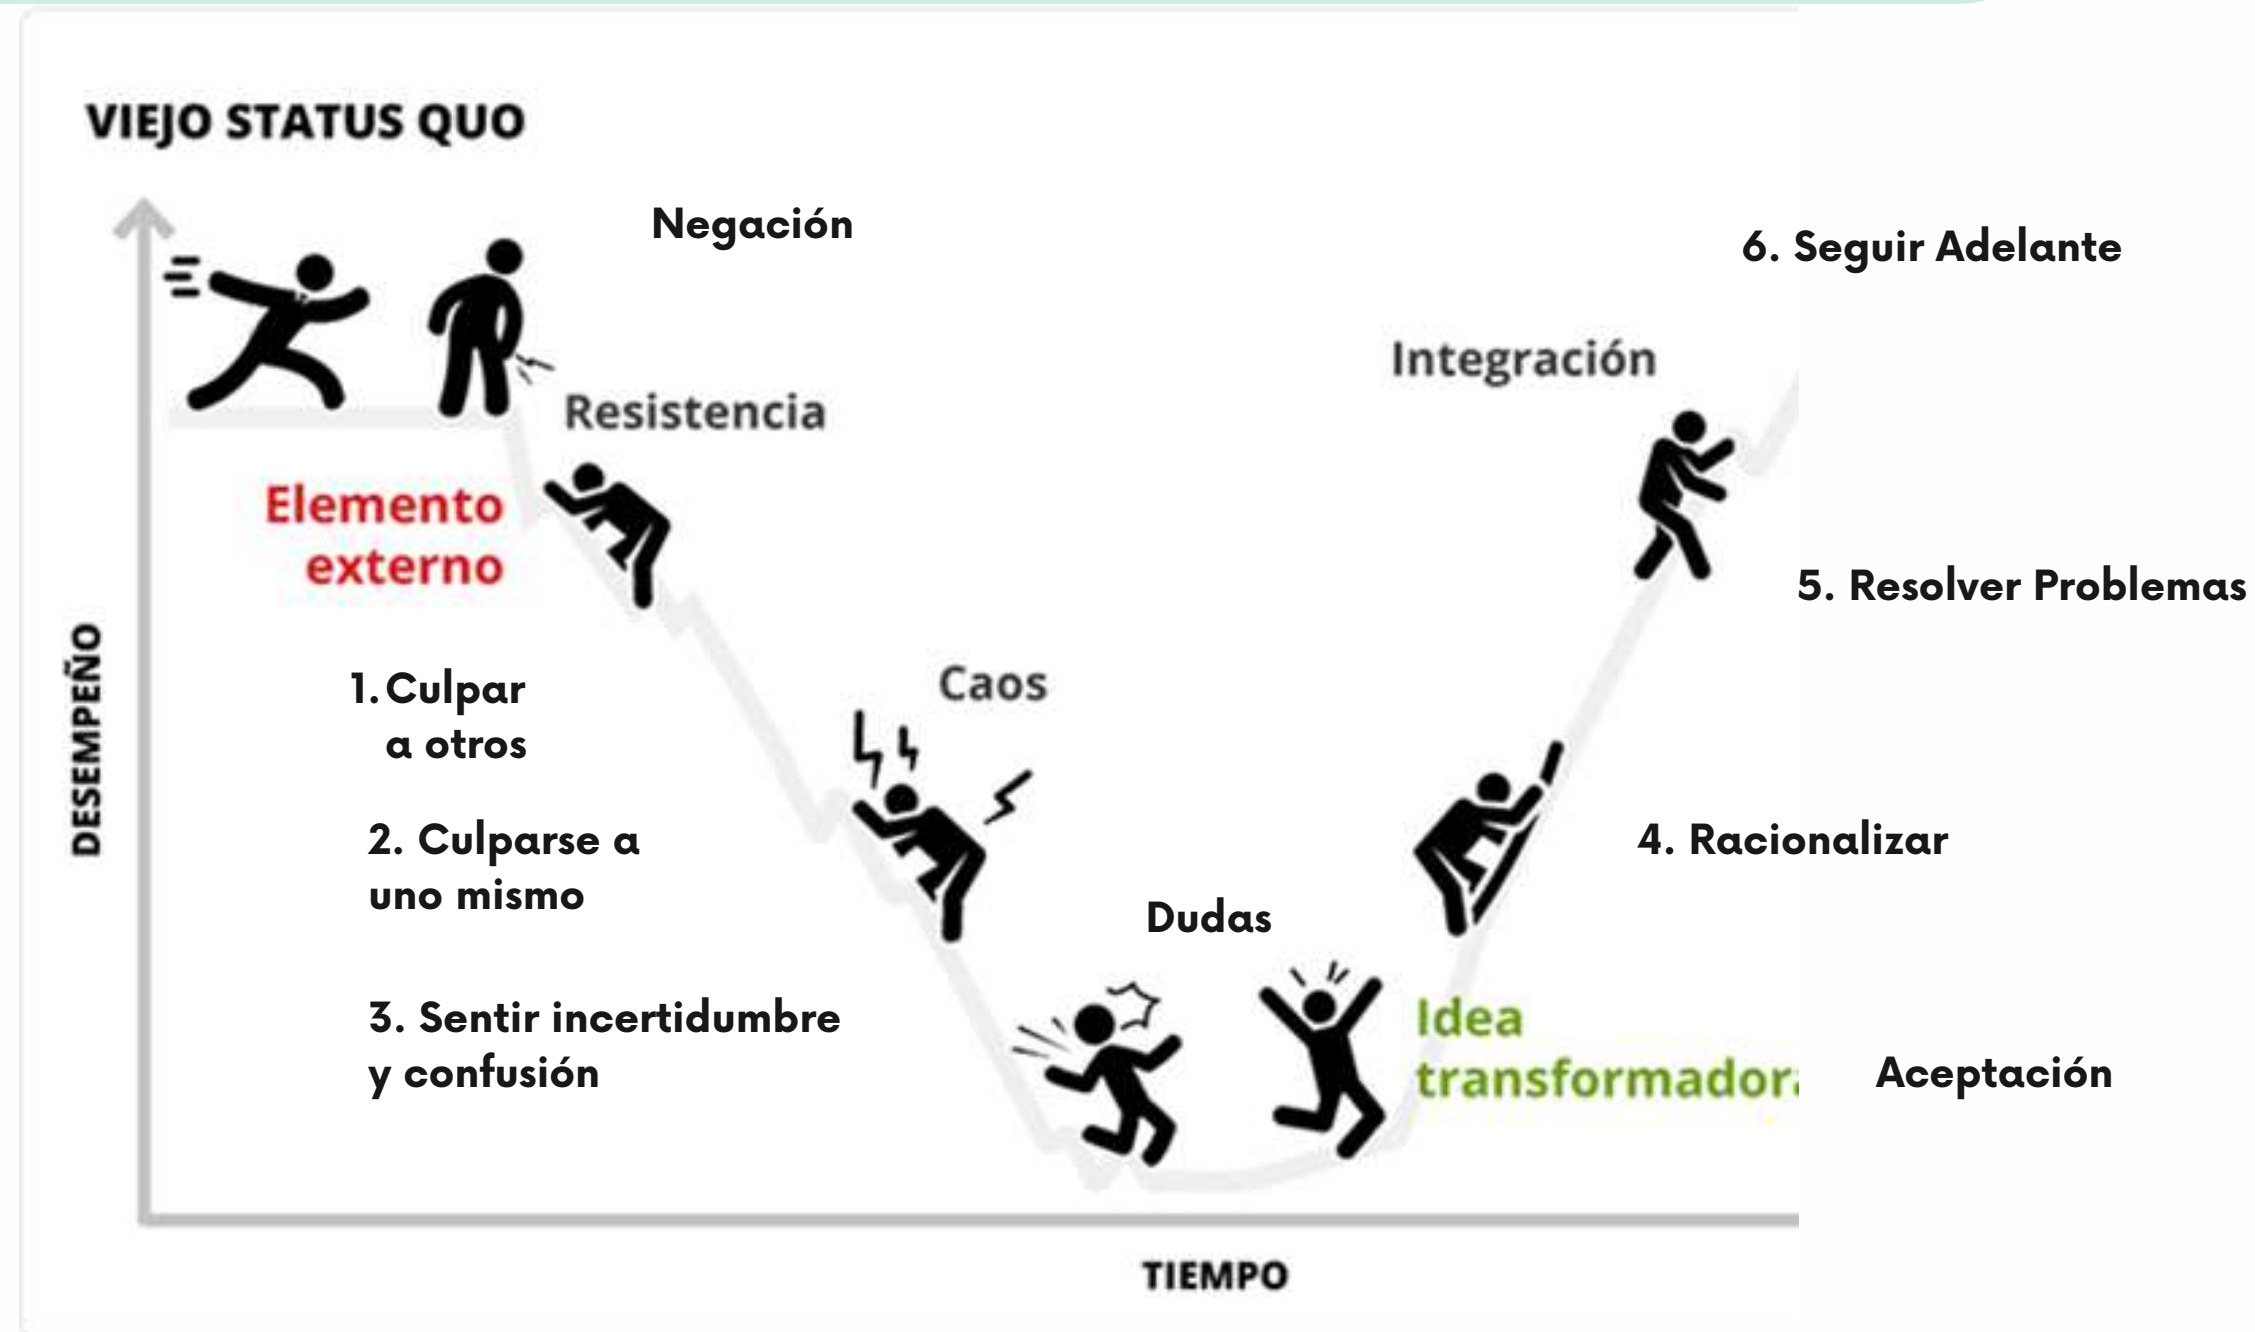 VIEJO STATUS QUO
Negación
6. Seguir Adelante
Integración
Resistencia
Elemento
externo
5. Resolver Problemas
DESEMPEÑO
1. Culpar
a otros
Caos
2. Culparse a
uno mismo
4. Racionalizar
Dudas
3. Sentir incertidumbre
y confusión
Idea
transformadora
Aceptación
TIEMPO